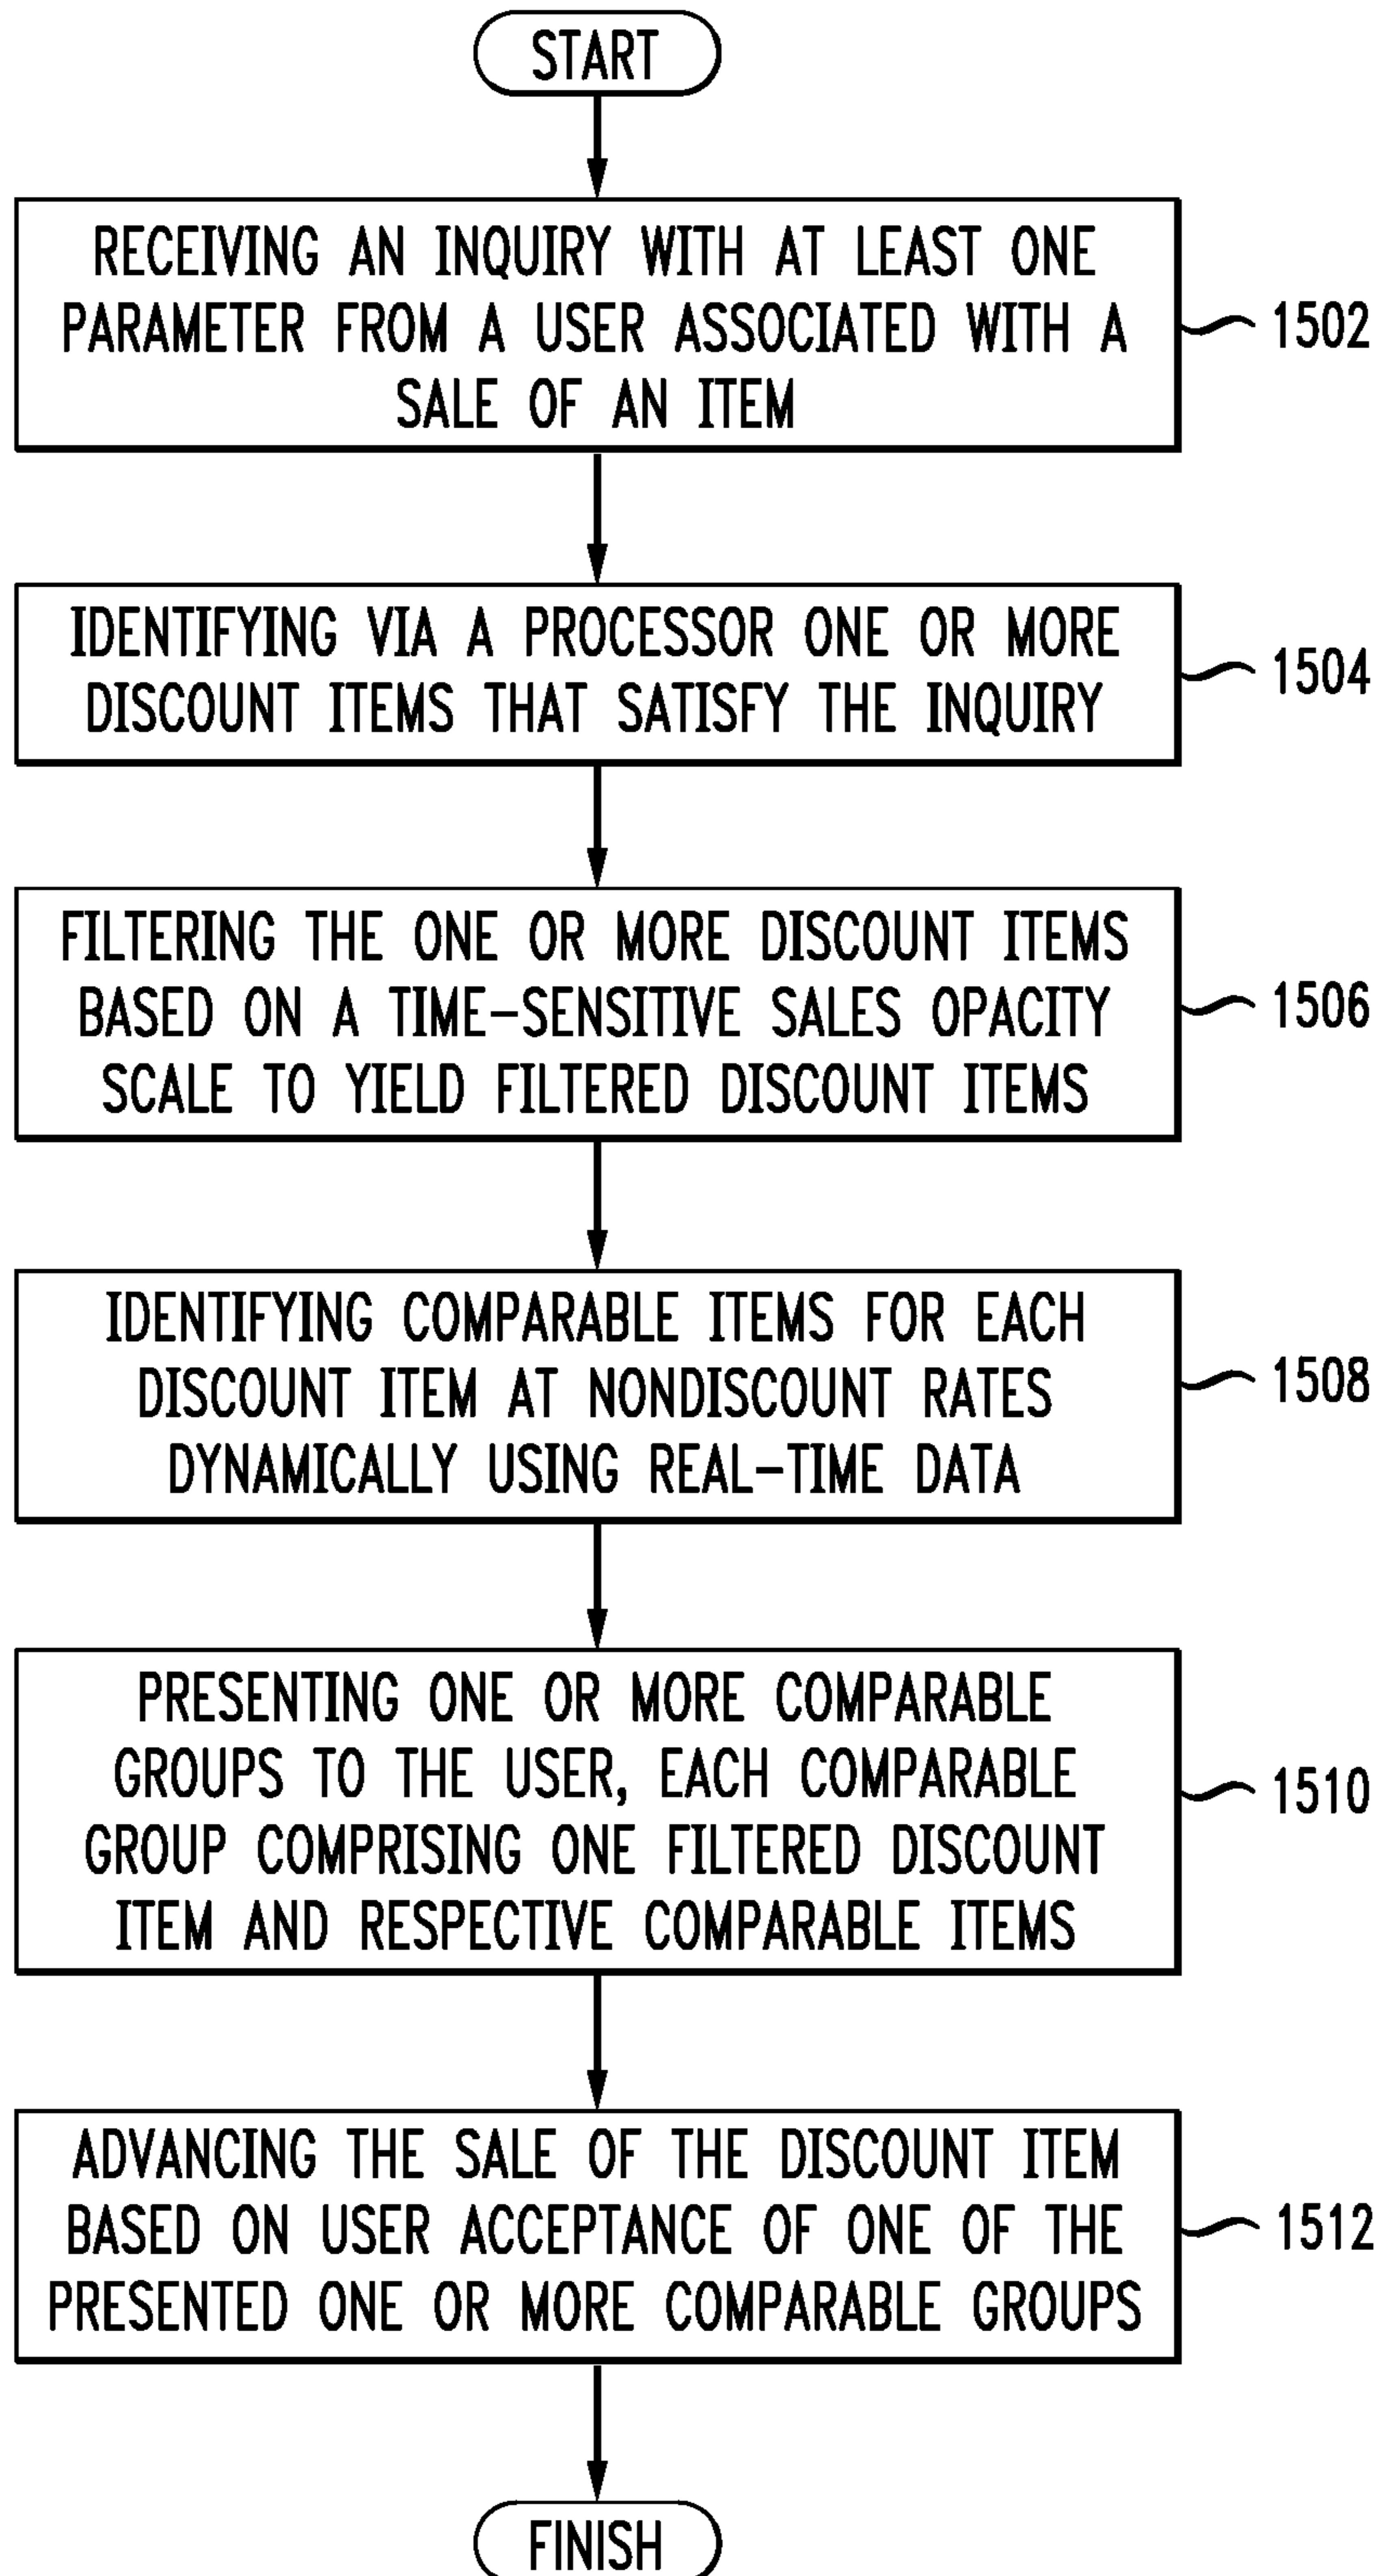 START
RECEIVING AN INQUIRY WITH AT LEAST ONE
PARAMETER FROM A USER ASSOCIATED WITH A
SALE OF AN ITEM
1502
IDENTIFYING VIA A PROCESSOR ONE OR MORE
DISCOUNT ITEMS THAT SATISFY THE INQUIRY
1504
FILTERING THE ONE OR MORE DISCOUNT ITEMS
BASED ON A TIME-SENSITIVE SALES OPACITY
SCALE TO YIELD FILTERED DISCOUNT ITEMS
1506
IDENTIFYING COMPARABLE ITEMS FOR EACH
DISCOUNT ITEM AT NONDISCOUNT RATES
DYNAMICALLY USING REAL-TIME DATA
1508
PRESENTING ONE OR MORE COMPARABLE
GROUPS TO THE USER, EACH COMPARABLE
GROUP COMPRISING ONE FILTERED DISCOUNT
ITEM AND RESPECTIVE COMPARABLE ITEMS
1510
ADVANCING THE SALE OF THE DISCOUNT ITEM
BASED ON USER ACCEPTANCE OF ONE OF THE
PRESENTED ONE OR MORE COMPARABLE GROUPS
1512
FINISH